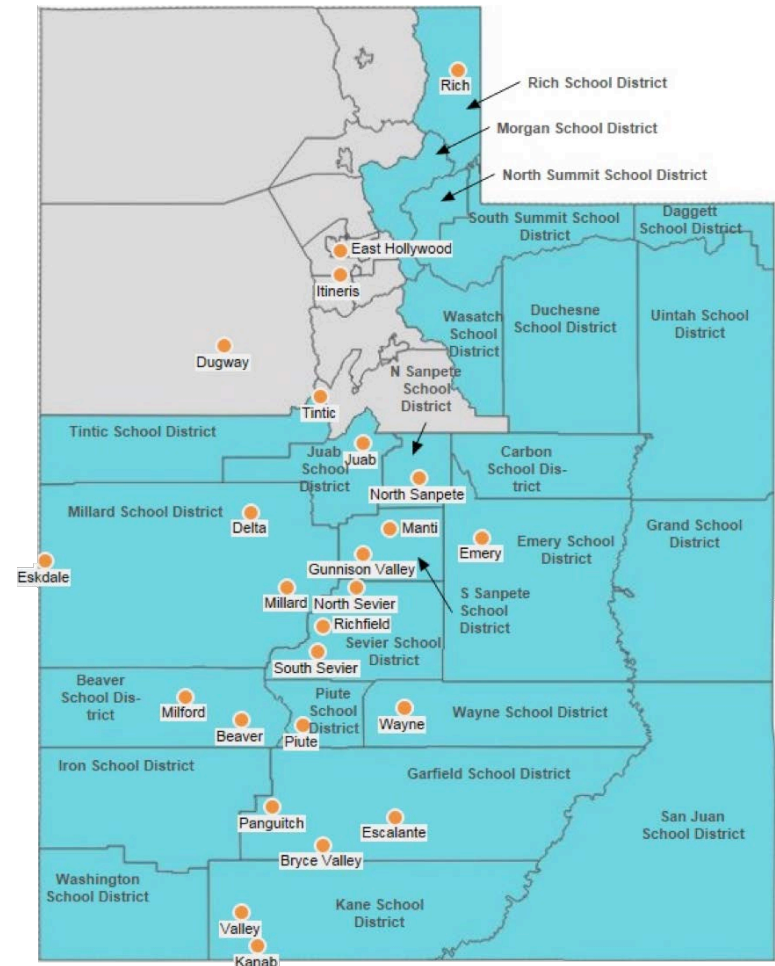 Rich
Rich School District
Morgan School District
North Summit School District
South Summit School
District
Daggett
School District
East Hollywood
Itineris
Wasatch
School
District
Duchesne
School District
Uintah School
District
Dugway
N Sanpete
School
District
Tintic
Tintic School District
Juab
School
District
Juab
Carbon
School Dis-
trict
North Sanpete
Millard School District
Delta
Manti
Emery
Emery School
District
Grand School
District
Eskdale
Gunnison Valley
Millard
North Sevier
S Sanpete
School
District
Richfield
Sevier School
District
South Sevier
Beaver
School Dis-
trict
Milford
Beaver
Piute
School
District
Piute
Wayne
Wayne School District
Iron School District
Garfield School District
Panguitch
Escalante
San Juan
School District
Bryce Valley
Washington
School District
Kane School
District
Valley
Kanab